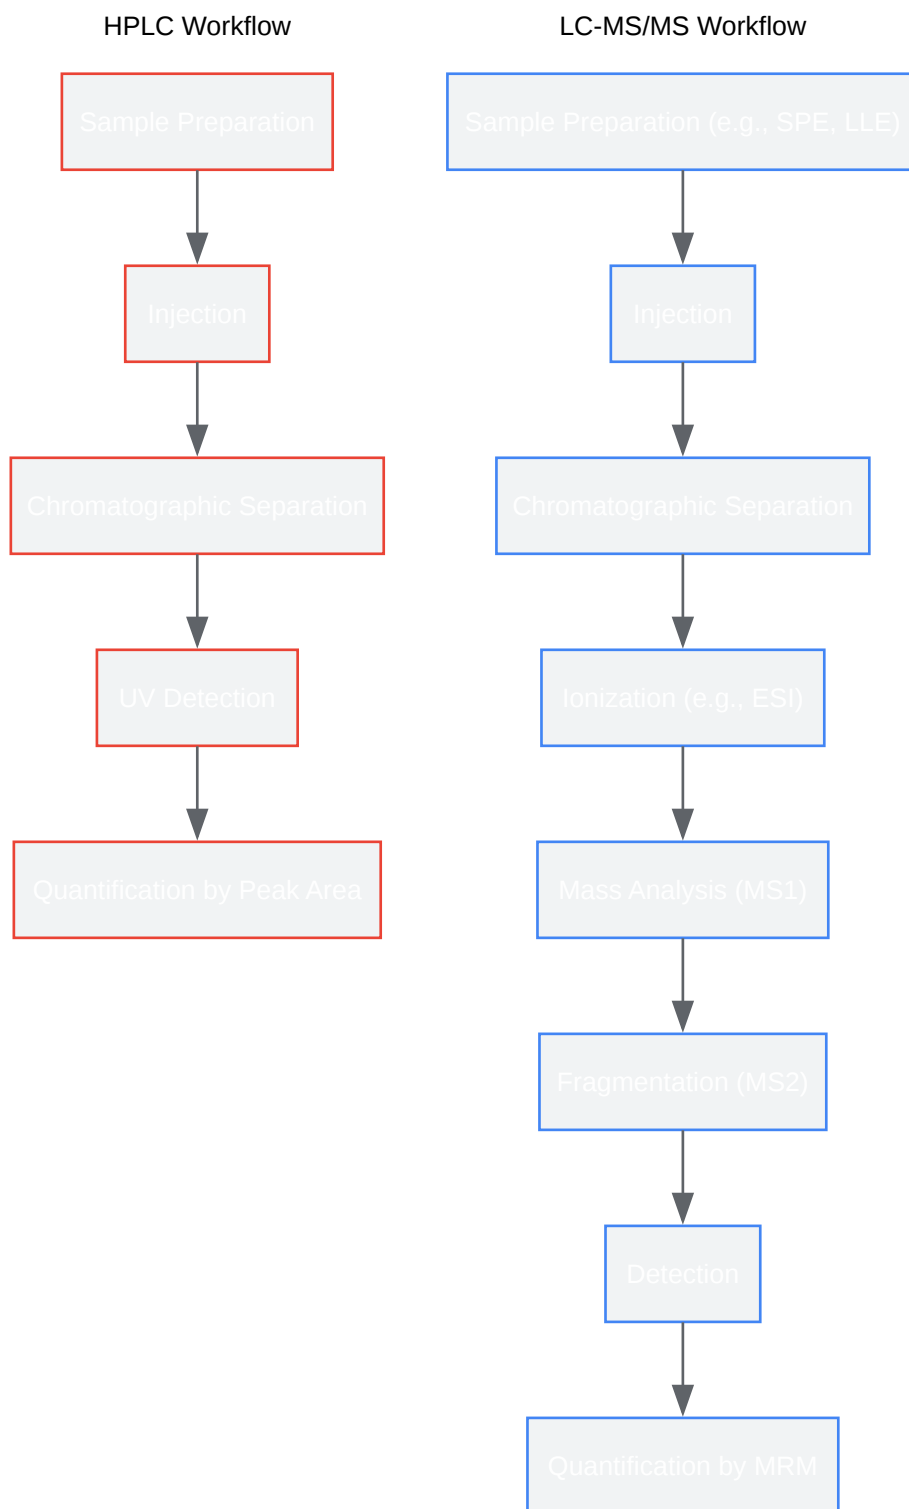 HPLC Workflow
Sample Preparation
Injection
Chromatographic Separation
UV Detection
Quantification by Peak Area
LC-MS/MS Workflow
Sample Preparation (e.g., SPE, LLE)
Injection
Chromatographic Separation
Ionization (e.g., ESI)
Mass Analysis (MS1)
Fragmentation (MS2)
Detection
Quantification by MRM